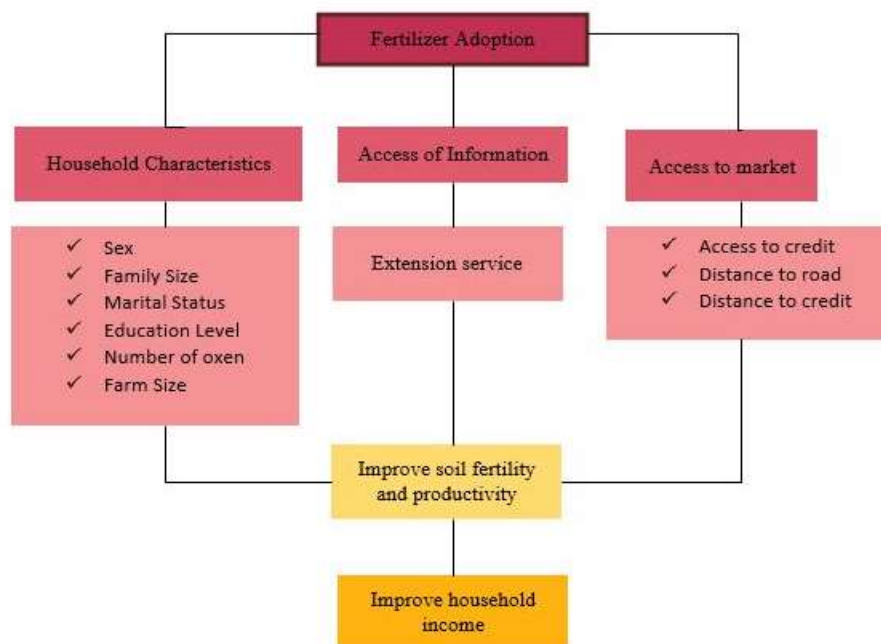 Fertilizer Adoption
Household Characteristics
Access of Information
Access to market
Sex
Family Size
Marital Status
Education Level
Number of oxen
Farm Size
Extension service
Access to credit
Distance to road
Distance to credit
Improve soil fertility
and productivity
Improve household
income